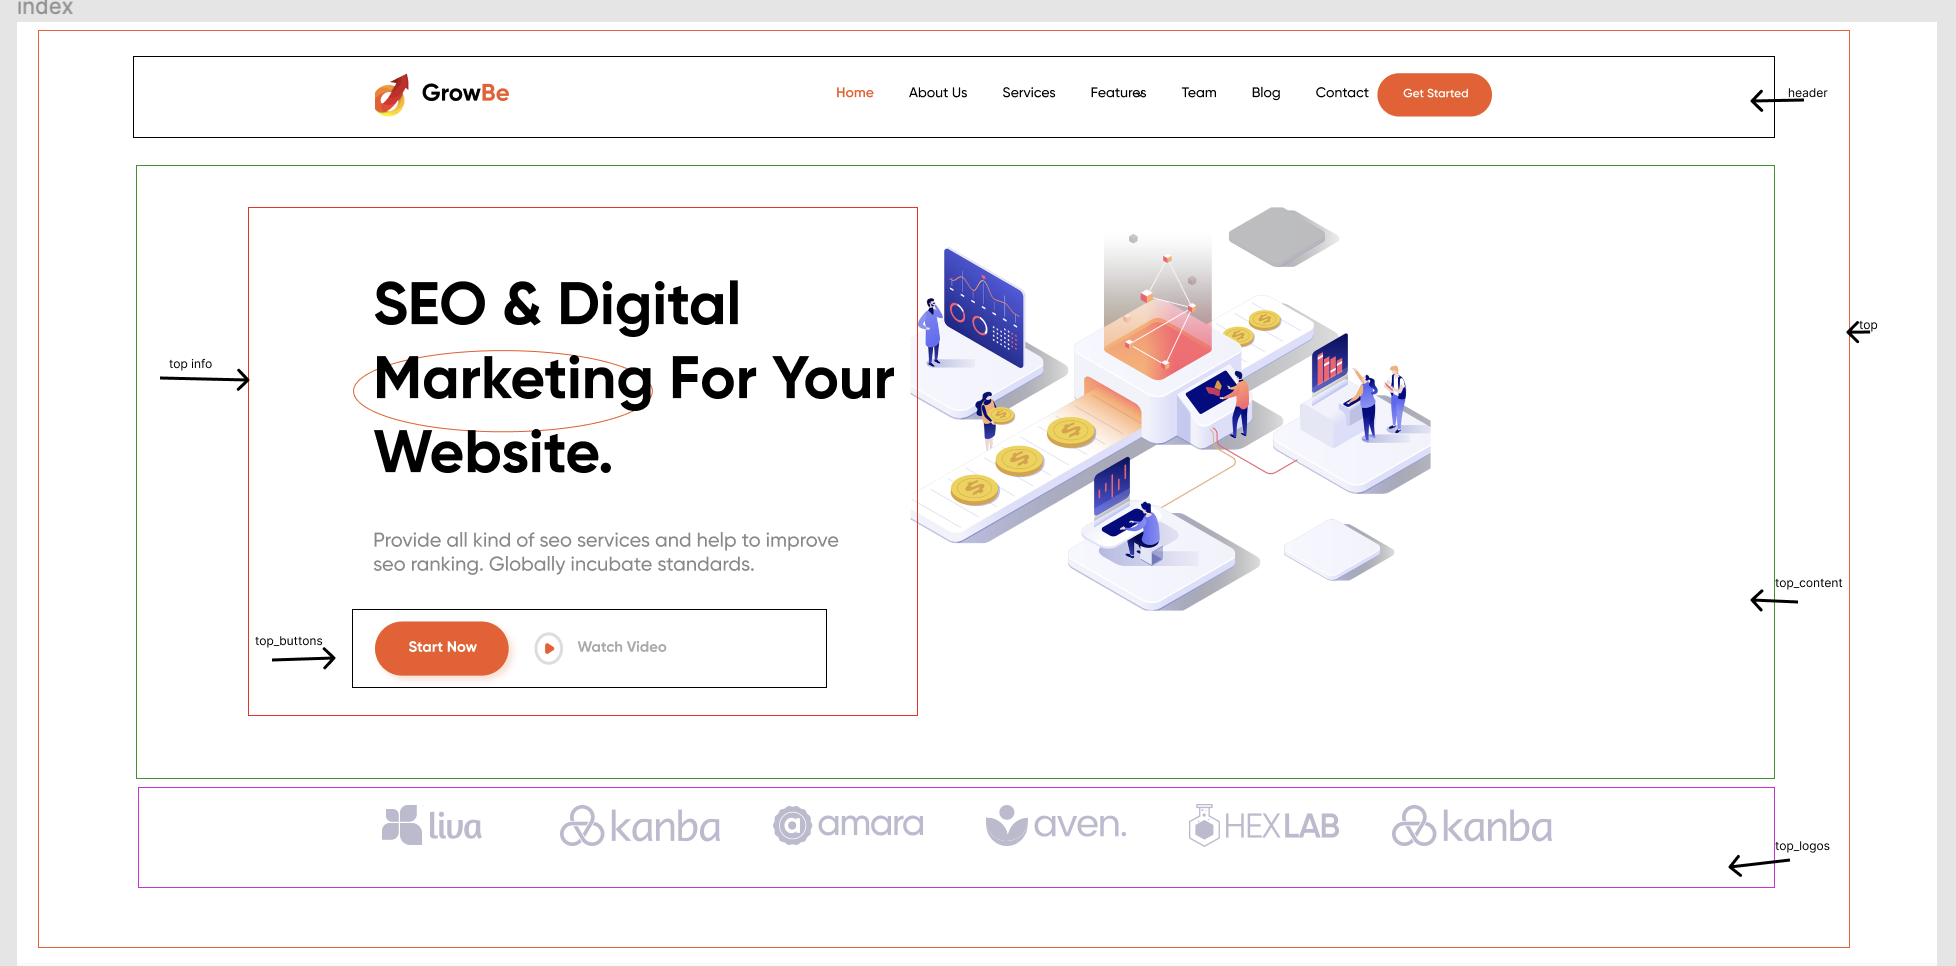 index
GrowBe
Home About Us Services Features Team Blog Contact Get Started
header
SEO & Digital
Marketing For Your
Website.
top
top info
Provide all kind of seo services and help to improve
seo ranking. Globally incubate standards.
top_content
top_buttons
Start Now Watch Video
liva kanba amara aven. HEXLAB kanba
top_logos